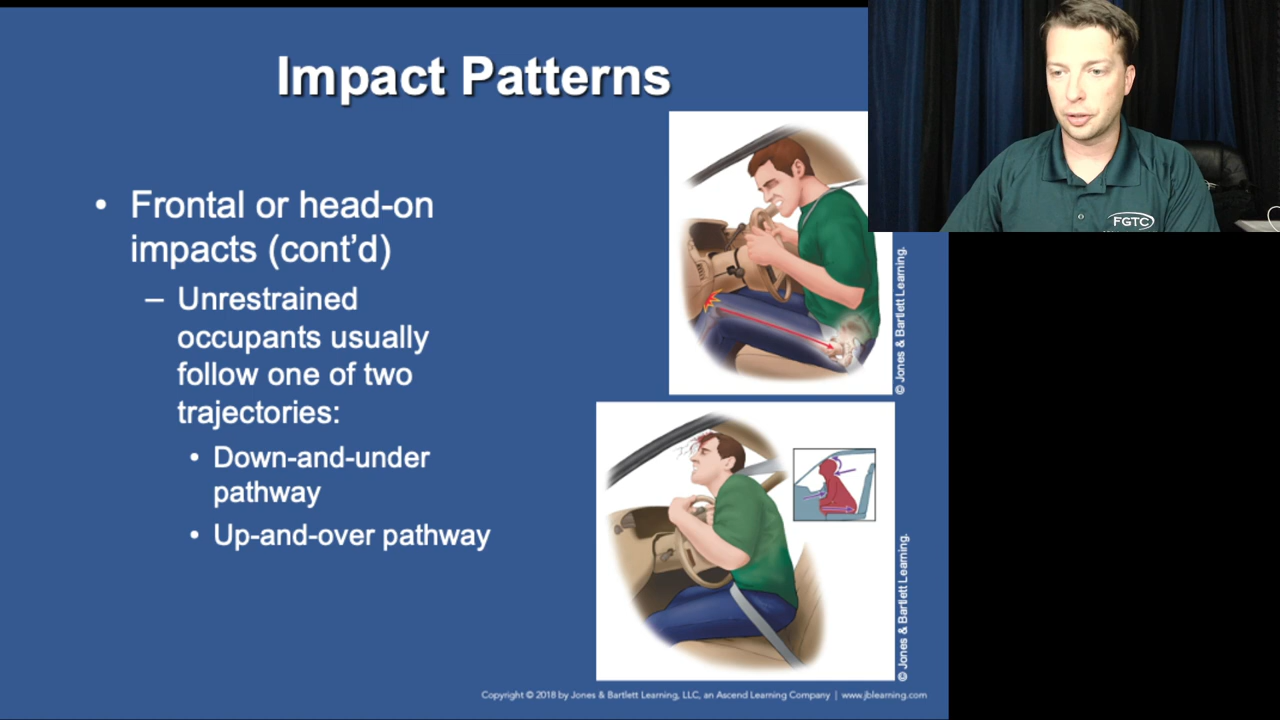 Impact Patterns
• Frontal or head-on
impacts (cont’d)
– Unrestrained
occupants usually
follow one of two
trajectories:
• Down-and-under
pathway
• Up-and-over pathway
© Jones & Bartlett Learning.
© Jones & Bartlett Learning.
Copyright © 2018 by Jones & Bartlett Learning, LLC, an Ascend Learning Company | www.jblearning.com
FGTC